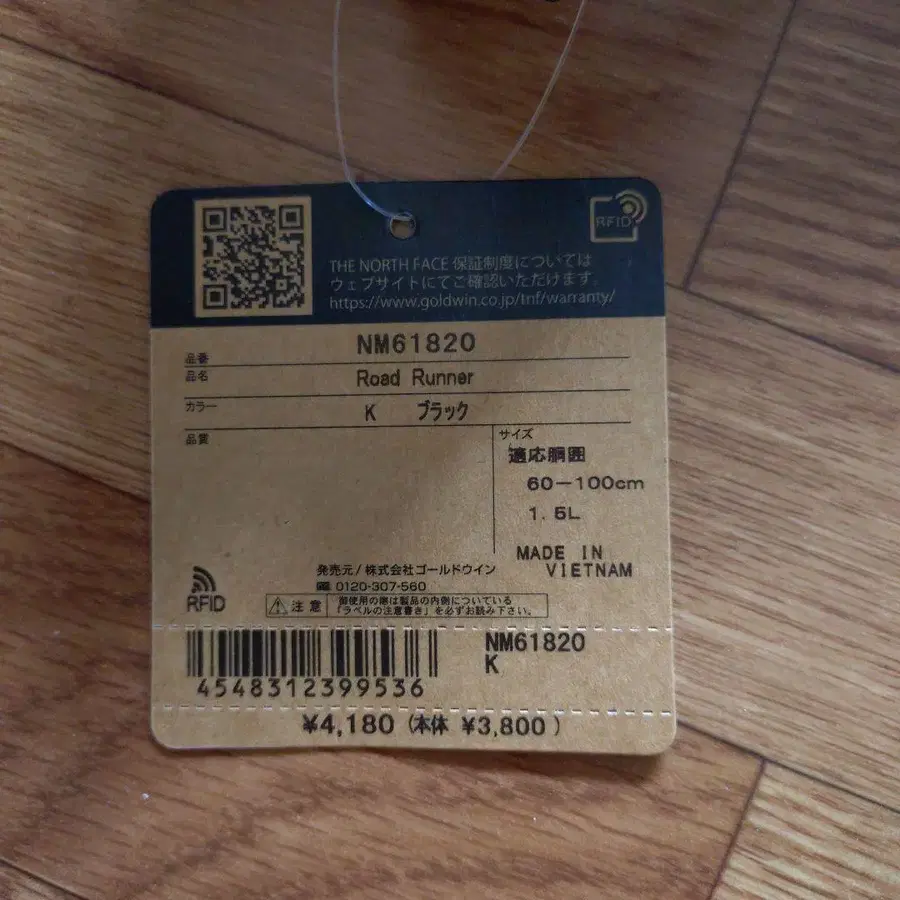 RFID
THE NORTH FACE 保証制度については
ウェブサイトにてご確認いただけます。
https://www.goldwin.co.jp/tnf/warranty/
品番 NM61820
品名 Road Runner
カラー K ブラック
品質
サイズ
適応胴囲
60-100cm
1.5L
MADE IN
VIETNAM
発売元/株式会社ゴールドウイン
0120-307-560
RFID
注意
御使用の際は製品の内側についている
「ラベルの注意書き」を必ずお読み下さい。
NM61820
K
4548312399536
¥4,180 (本体 ¥3,800)